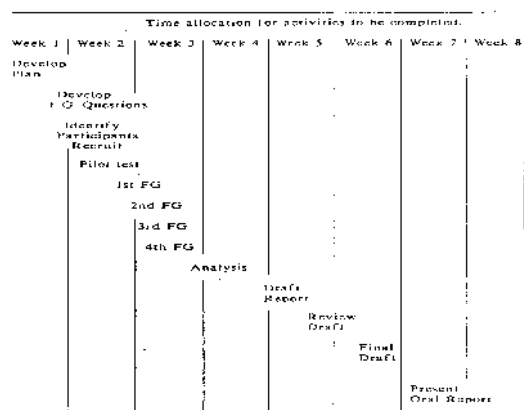 Time allocation for activities to be completed.
Week 1 Week 2 Week 3 Week 4 Week 5 Week 6 Week 7 Week 8
Develop
Plan
Develop
F.G. Questions
Identify
Participants
Recruit
Pilot test
1st FG
2nd FG
3rd FG
4th FG
Analysis
Draft
Report
Review
Draft
Final
Draft
Present
Oral Report